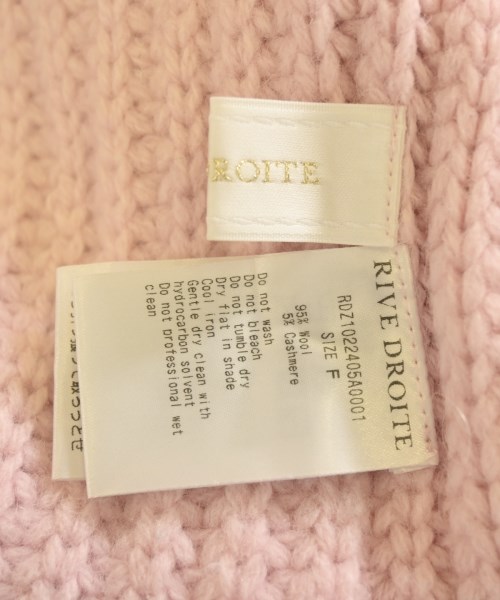 ROITE
RIVE DROITE
RDZ1022405A0001
SIZE F
95% Wool
5% Cashmere
Do not wash
Do not bleach
Do not tumble dry
Dry flat in shade
Cool iron
Gentle dry clean with
hydrocarbon solvent
Do not professional wet
clean